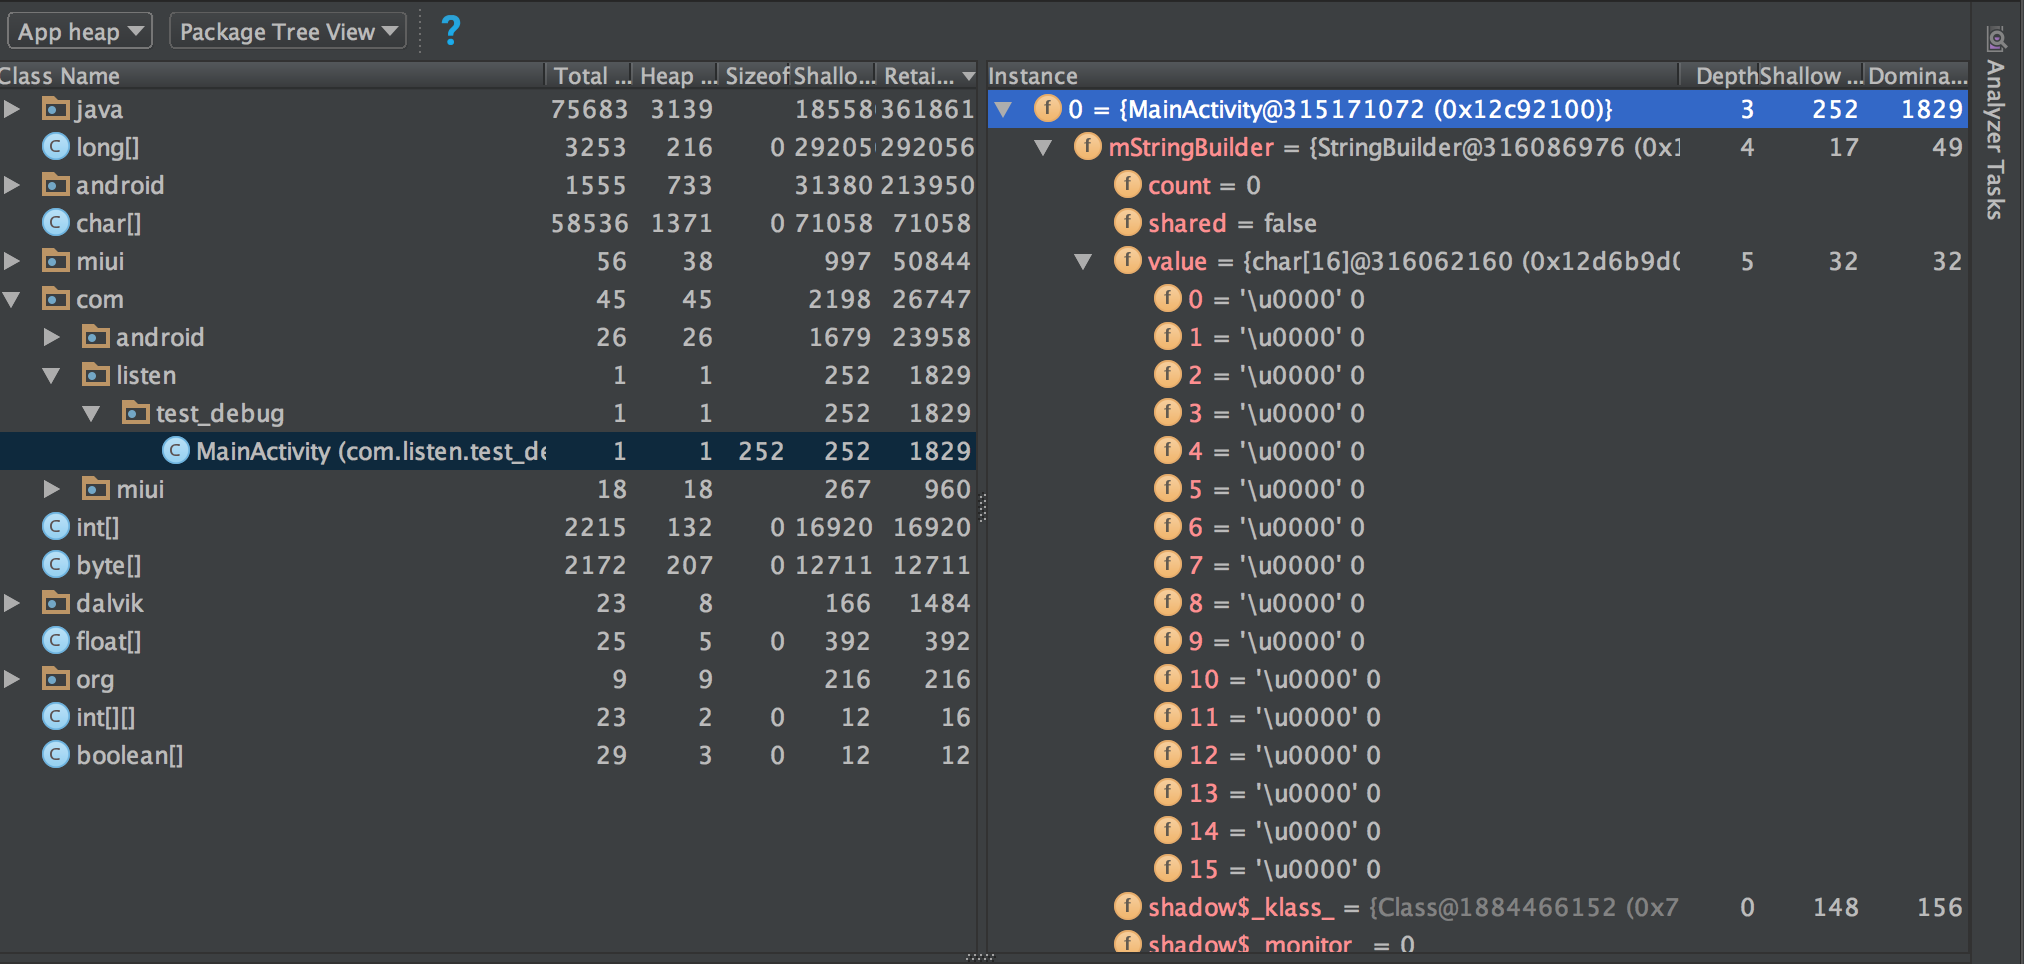 App heap Package Tree View ?
Class Name Total ... Heap ... Sizeof Shallo... Retai...
java 75683 3139 18558 361861
long[] 3253 216 0 29205 292056
android 1555 733 31380 213950
char[] 58536 1371 0 71058 71058
miui 56 38 997 50844
com 45 45 2198 26747
android 26 26 1679 23958
listen 1 1 252 1829
test_debug 1 1 252 1829
MainActivity (com.listen.test_de 1 1 252 252 1829
miui 18 18 267 960
int[] 2215 132 0 16920 16920
byte[] 2172 207 0 12711 12711
dalvik 23 8 166 1484
float[] 25 5 0 392 392
org 9 9 216 216
int[][] 23 2 0 12 16
boolean[] 29 3 0 12 12
Instance Depth Shallow ... Domina...
f 0 = {MainActivity@315171072 (0x12c92100)} 3 252 1829
f mStringBuilder = {StringBuilder@316086976 (0x1 4 17 49
f count = 0
f shared = false
f value = {char[16]@316062160 (0x12d6b9d0 5 32 32
f 0 = '\u0000' 0
f 1 = '\u0000' 0
f 2 = '\u0000' 0
f 3 = '\u0000' 0
f 4 = '\u0000' 0
f 5 = '\u0000' 0
f 6 = '\u0000' 0
f 7 = '\u0000' 0
f 8 = '\u0000' 0
f 9 = '\u0000' 0
f 10 = '\u0000' 0
f 11 = '\u0000' 0
f 12 = '\u0000' 0
f 13 = '\u0000' 0
f 14 = '\u0000' 0
f 15 = '\u0000' 0
f shadow$_klass_ = {Class@1884466152 (0x7 0 148 156
f shadow$_monitor_ = 0
Analyzer Tasks